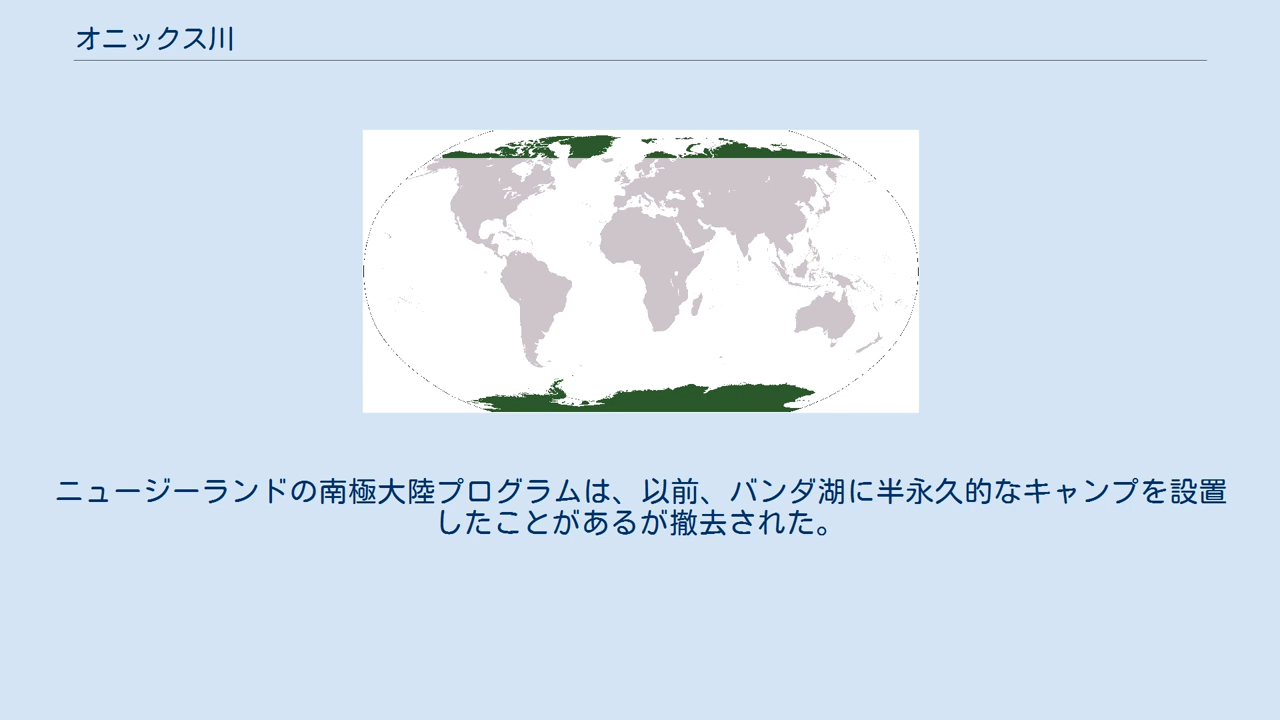 オニックス川
ニュージーランドの南極大陸プログラムは、以前、バンダ湖に半永久的なキャンプを設置
したことがあるが撤去された。